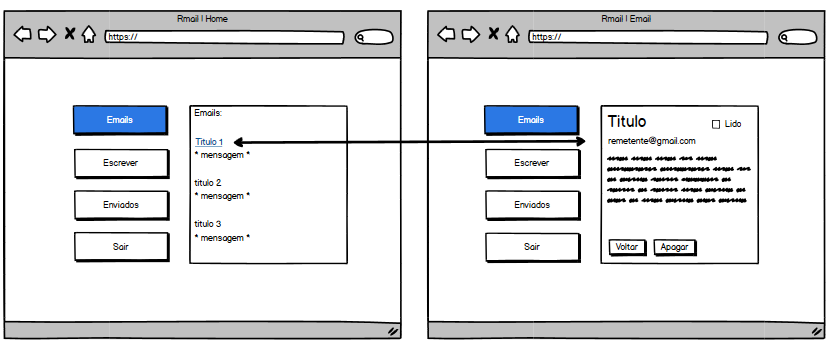 Rmail | Home
https://
Emails
Escrever
Enviados
Sair
Emails:
Titulo 1
* mensagem *
titulo 2
* mensagem *
titulo 3
* mensagem *
Rmail | Email
https://
Emails
Escrever
Enviados
Sair
Titulo
Lido
remetente@gmail.com
Voltar
Apagar